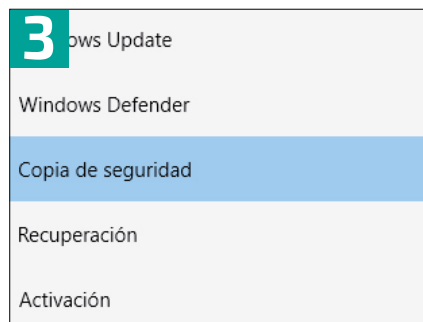 3
ows Update
Windows Defender
Copia de seguridad
Recuperación
Activación